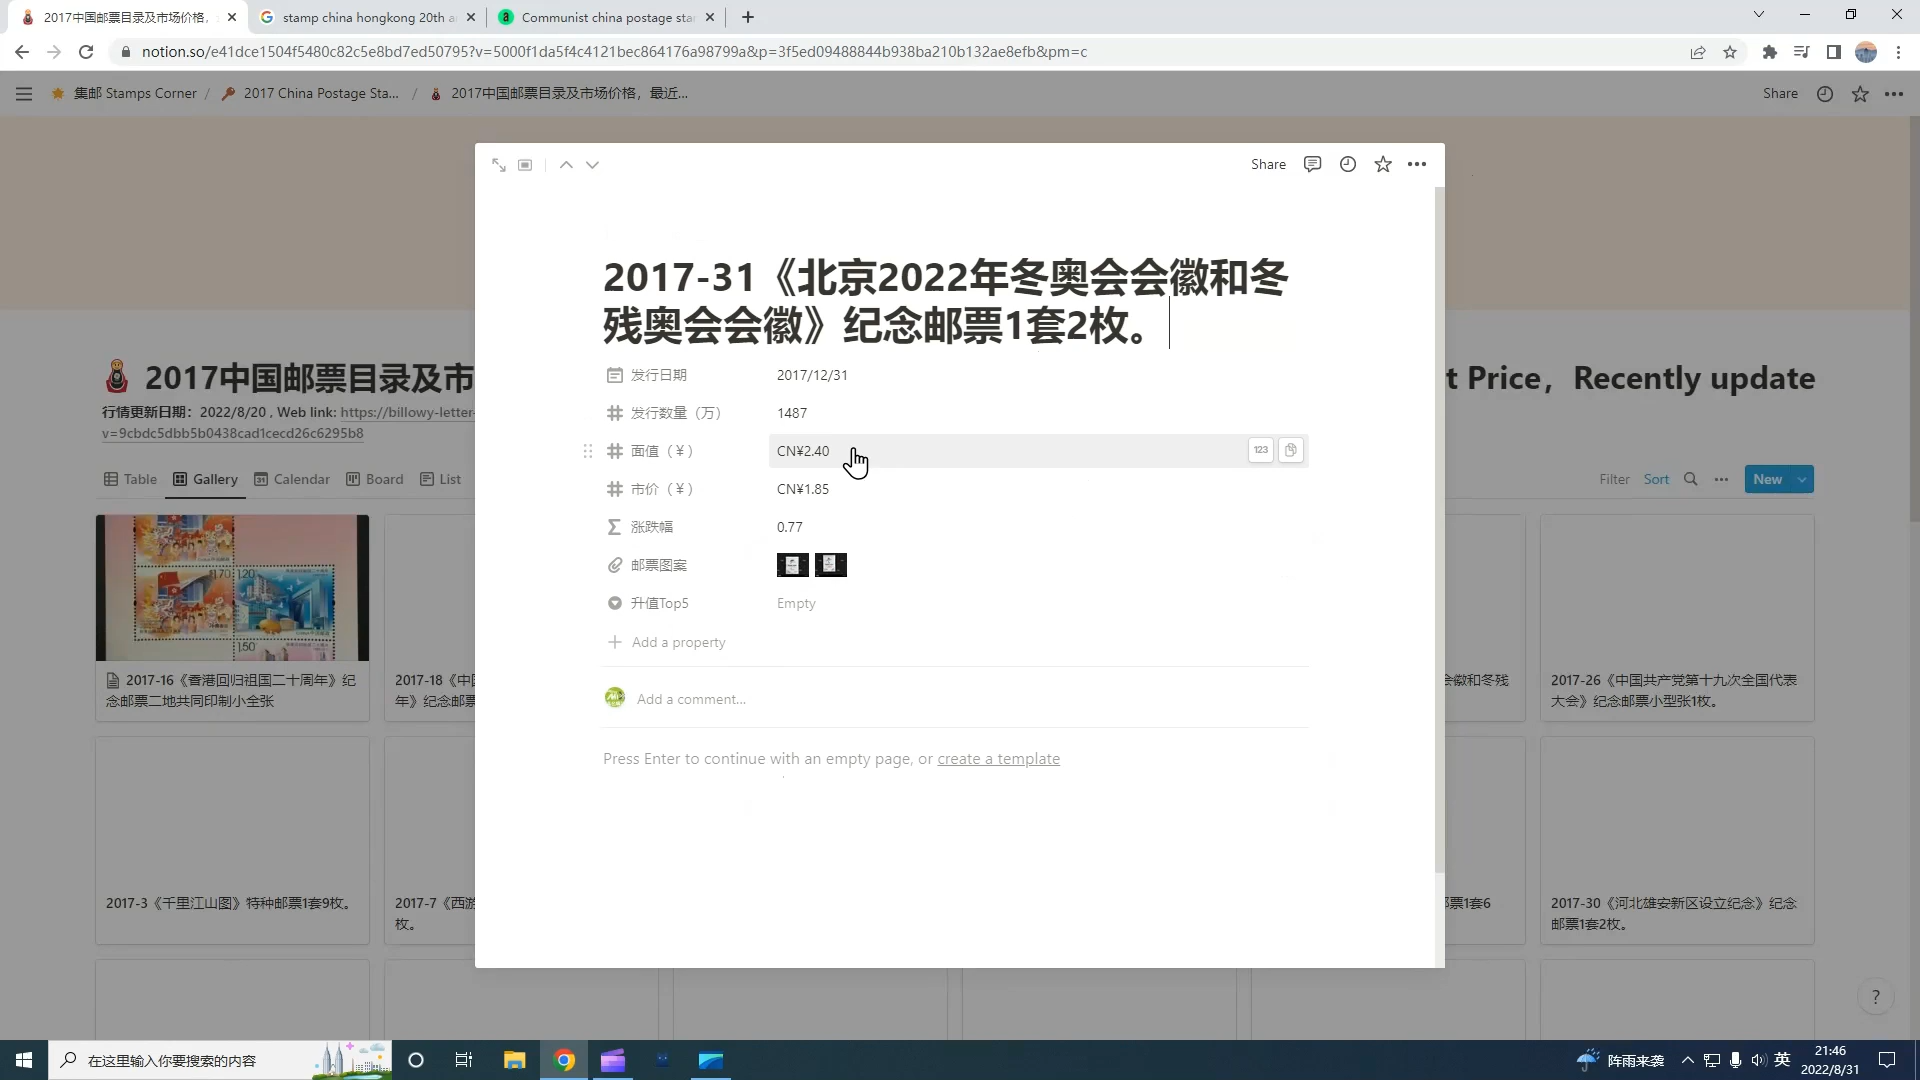 2017中国邮票目录及市场价格,
stamp china hongkong 20th a
Communist china postage sta
notion.so/e41dce1504f5480c82c5e8bd7ed50795?v=5000f1da5f4c4121bec864176a98799a&p=3f5ed09488844b938ba210b132ae8efb&pm=c
集邮 Stamps Corner / 2017 China Postage Sta... / 2017中国邮票目录及市场价格，最近...
Share
Share
2017-31《北京2022年冬奥会会徽和冬
残奥会会徽》纪念邮票1套2枚。
发行日期 2017/12/31
发行数量（万） 1487
面值（¥） CN¥2.40 123
市价（¥） CN¥1.85
涨跌幅 0.77
邮票图案
升值Top5 Empty
Add a property
Add a comment...
Press Enter to continue with an empty page, or create a template
2017中国邮票目录及市
t Price，Recently update
行情更新日期：2022/8/20 , Web link: https://billowy-letter-
v=9cbdc5dbb5b0438cad1cecd26c6295b8
Table Gallery Calendar Board List
Filter Sort New
170 120
150
2017-16《香港回归祖国二十周年》纪
念邮票二地共同印制小全张
2017-18《中
年》纪念邮票
会徽和冬残
2017-26《中国共产党第十九次全国代表
大会》纪念邮票小型张1枚。
2017-3《千里江山图》特种邮票1套9枚。
2017-7《西游
枚。
邮票1套6
2017-30《河北雄安新区设立纪念》纪念
邮票1套2枚。
?
在这里输入你要搜索的内容
阵雨来袭
英
21:46
2022/8/31